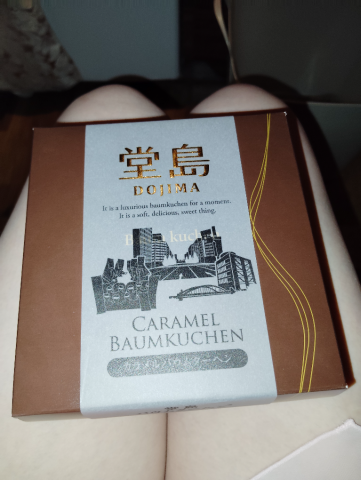 堂島
DOJIMA
It is a luxurious baumkuchen for a moment.
It is a soft, delicious, sweet thing.
CARAMEL
BAUMKUCHEN
カラメルバウムクーヘン